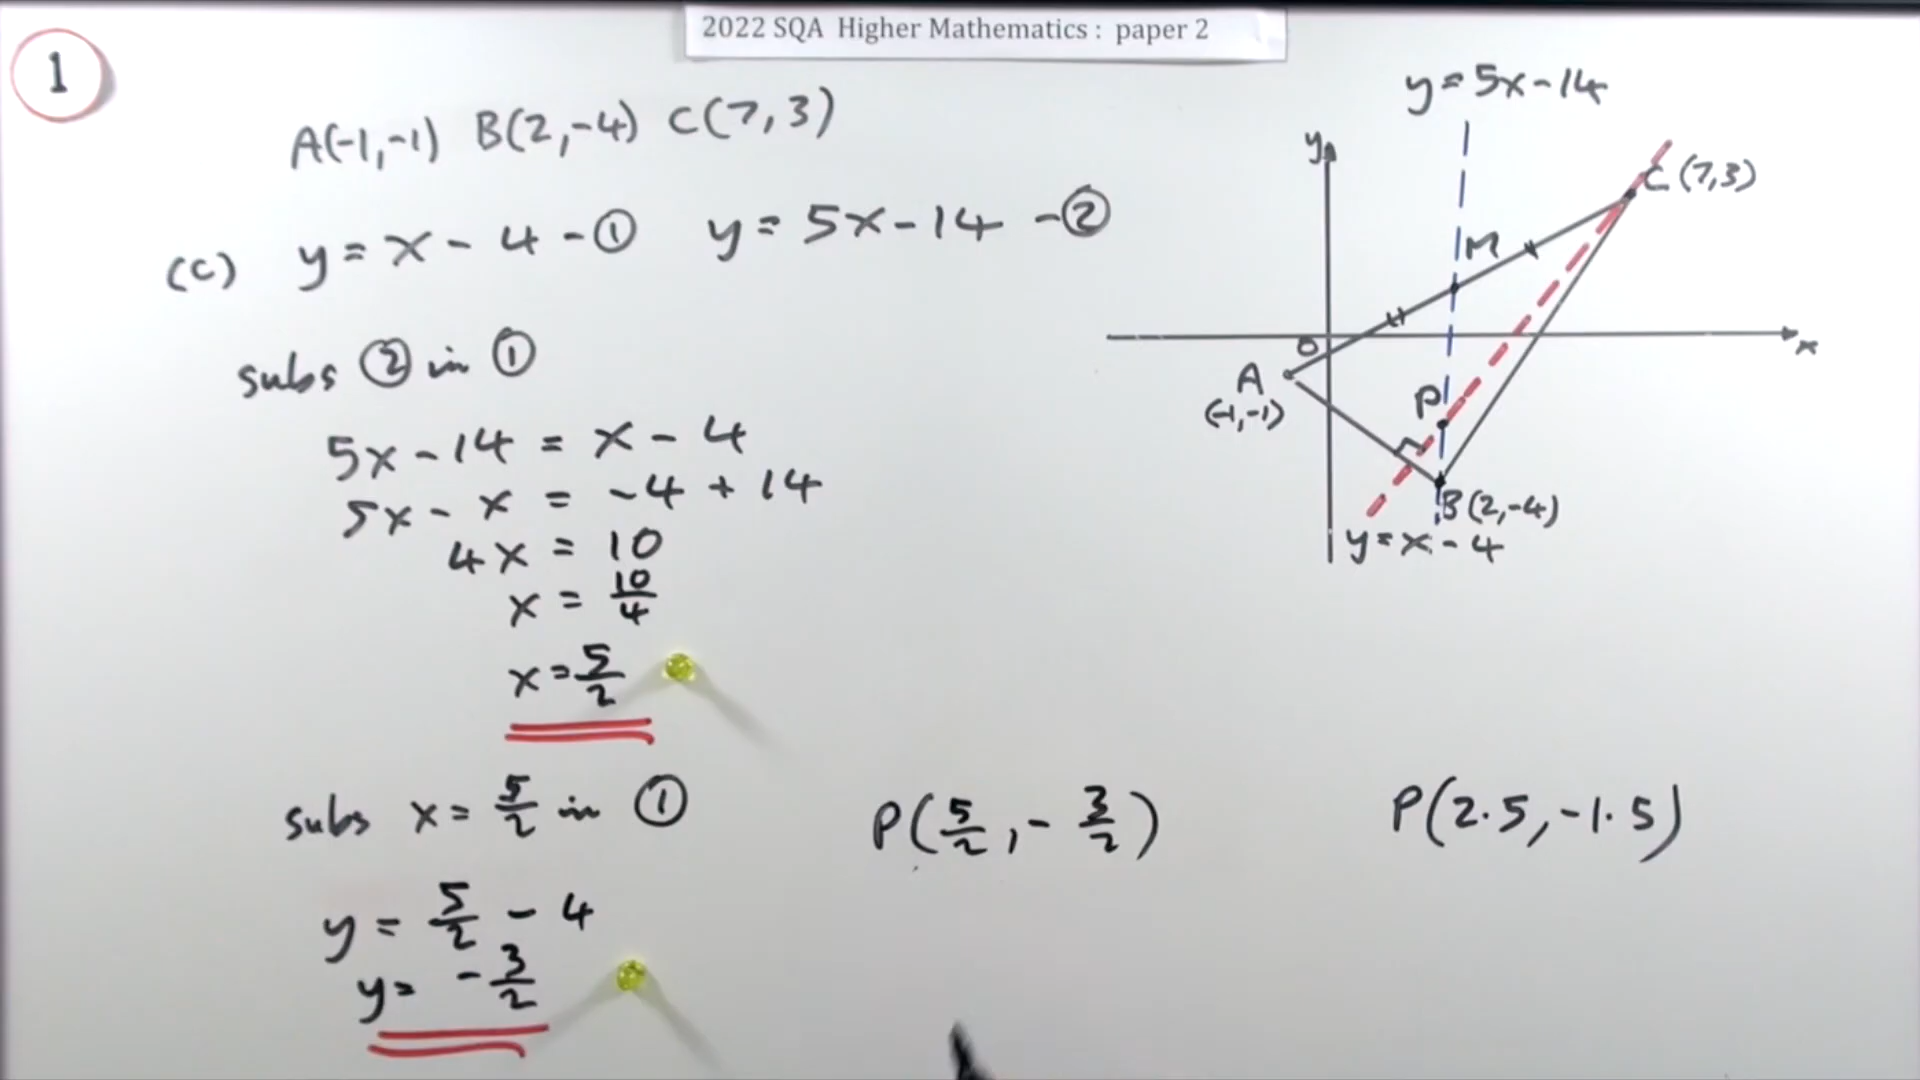 2022 SQA Higher Mathematics : paper 2
1
A(-1,-1) B(2,-4) C(7,3)
(c) y = x - 4 - ① y = 5x - 14 - ②
subs ② in ①
5x - 14 = x - 4
5x - x = -4 + 14
4x = 10
x = 10/4
x = 5/2
subs x = 5/2 in ①
y = 5/2 - 4
y = - 3/2
P(5/2, - 3/2)
P(2.5, -1.5)
y = 5x - 14
y
C (7,3)
M
O
x
A
(-1,-1)
P
B (2,-4)
y = x - 4